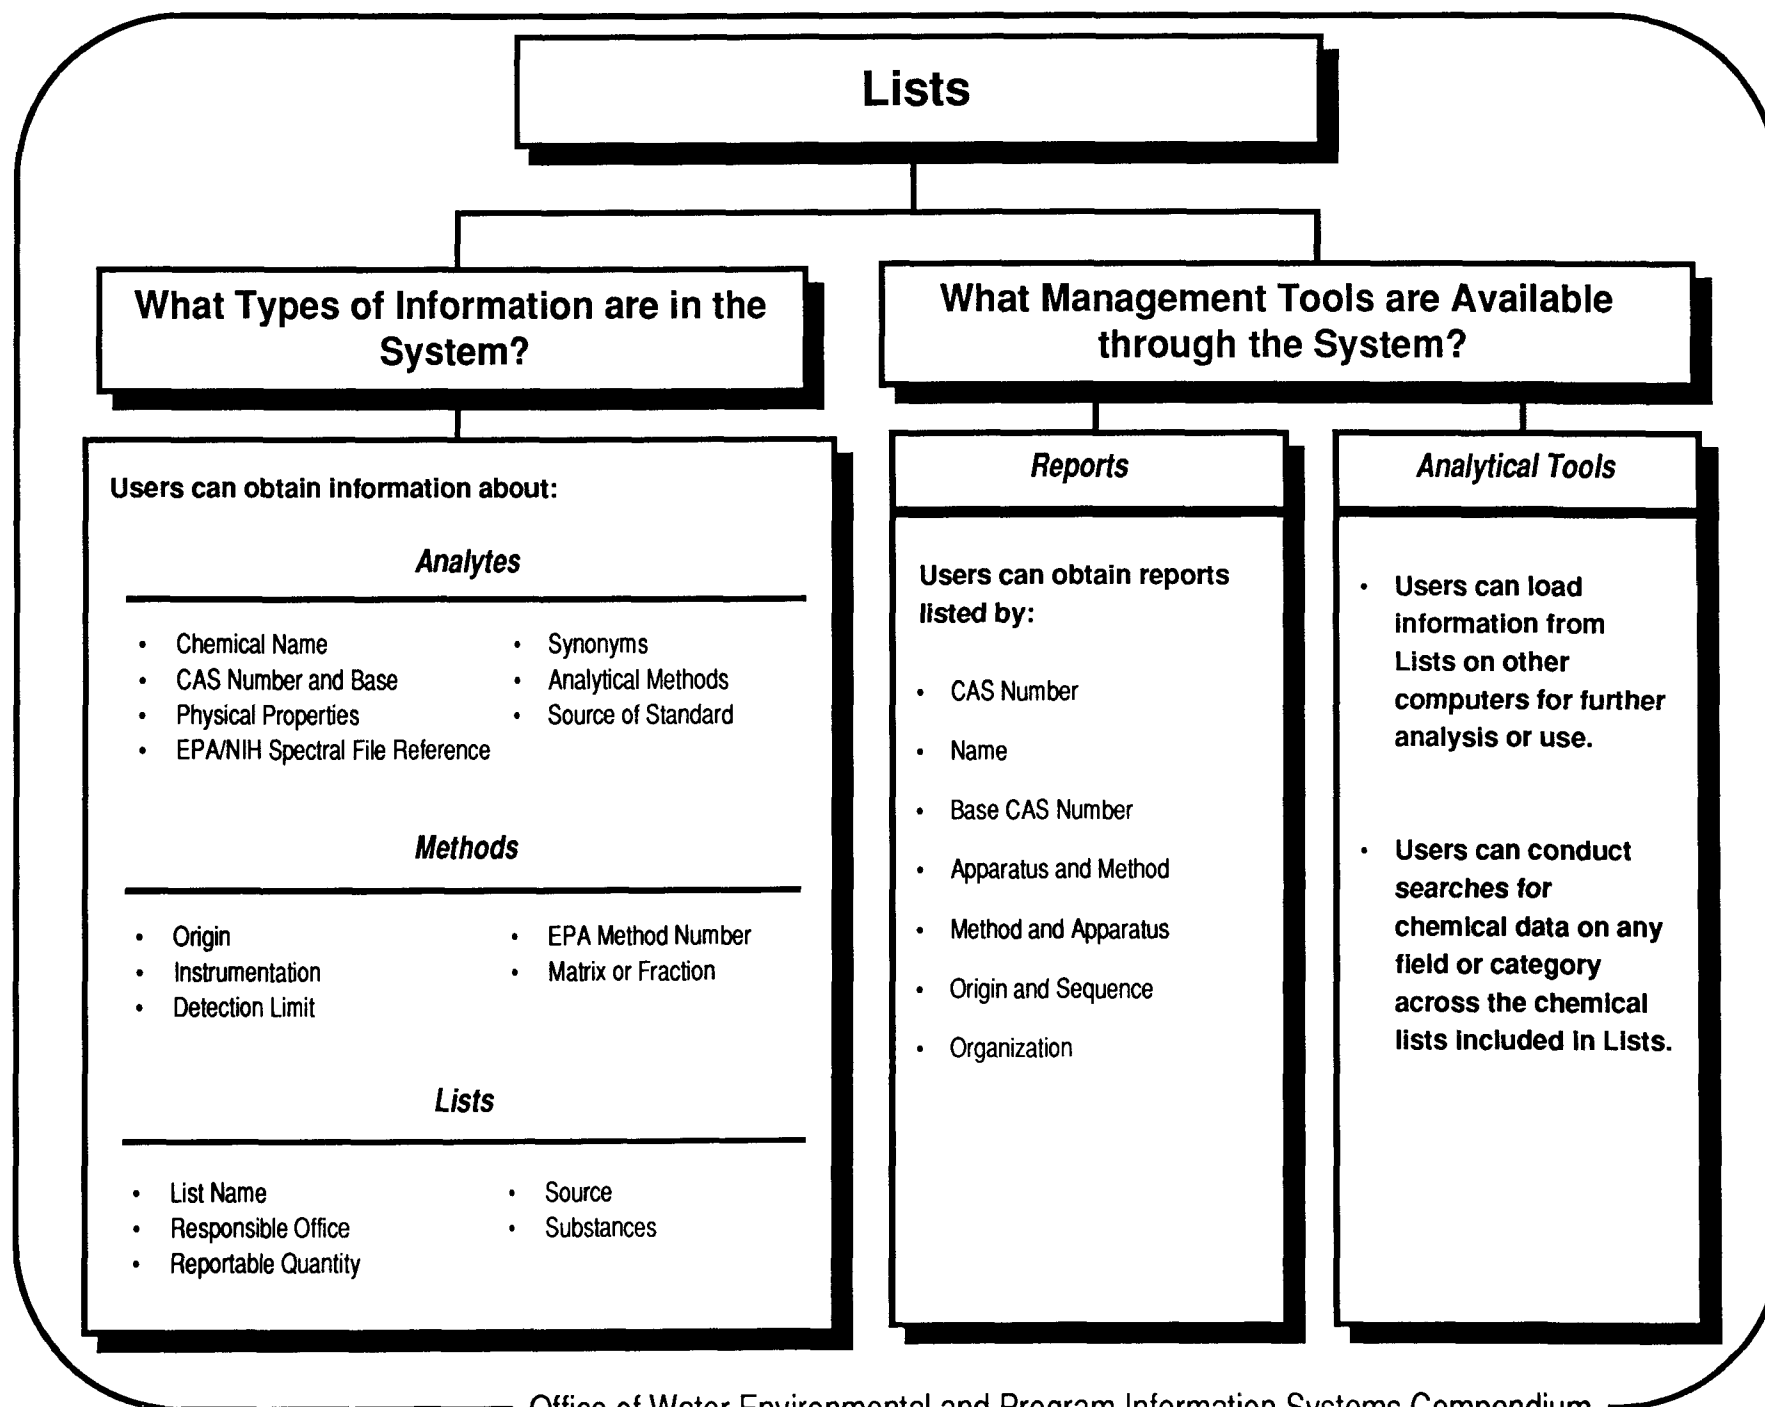 Lists
What Types of Information are in the
System?
Users can obtain information about:
Analytes
• Chemical Name
• CAS Number and Base
• Physical Properties
• EPA/NIH Spectral File Reference
• Synonyms
• Analytical Methods
• Source of Standard
Methods
• Origin
• Instrumentation
• Detection Limit
• EPA Method Number
• Matrix or Fraction
Lists
• List Name
• Responsible Office
• Reportable Quantity
• Source
• Substances
What Management Tools are Available
through the System?
Reports
Users can obtain reports
listed by:
• CAS Number
• Name
• Base CAS Number
• Apparatus and Method
• Method and Apparatus
• Origin and Sequence
• Organization
Analytical Tools
• Users can load
information from
Lists on other
computers for further
analysis or use.
• Users can conduct
searches for
chemical data on any
field or category
across the chemical
lists included in Lists.
Office of Water Environmental and Program Information Systems Compendium